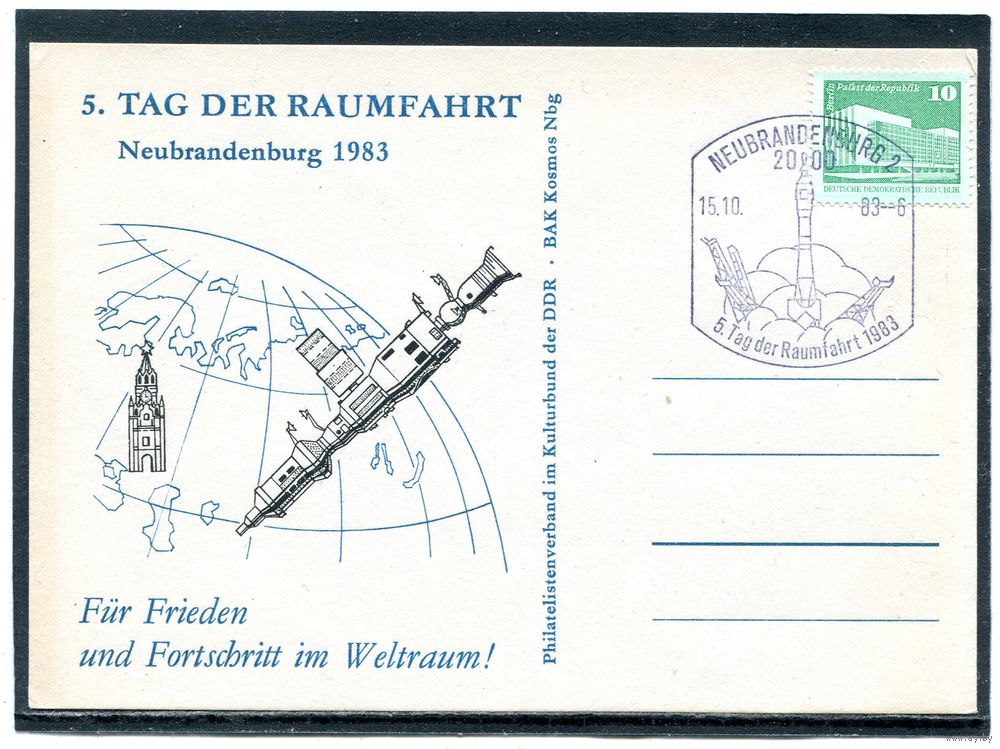 5. TAG DER RAUMFAHRT
Neubrandenburg 1983
Für Frieden
und Fortschritt im Weltraum!
Philatelistenverband im Kulturbund der DDR · BAK Kosmos Nbg
Berlin
Palast der Republik
10
DEUTSCHE DEMOKRATISCHE REPUBLIK
NEUBRANDENBURG 2
20:00
15.10. 83--6
5. Tag der Raumfahrt 1983